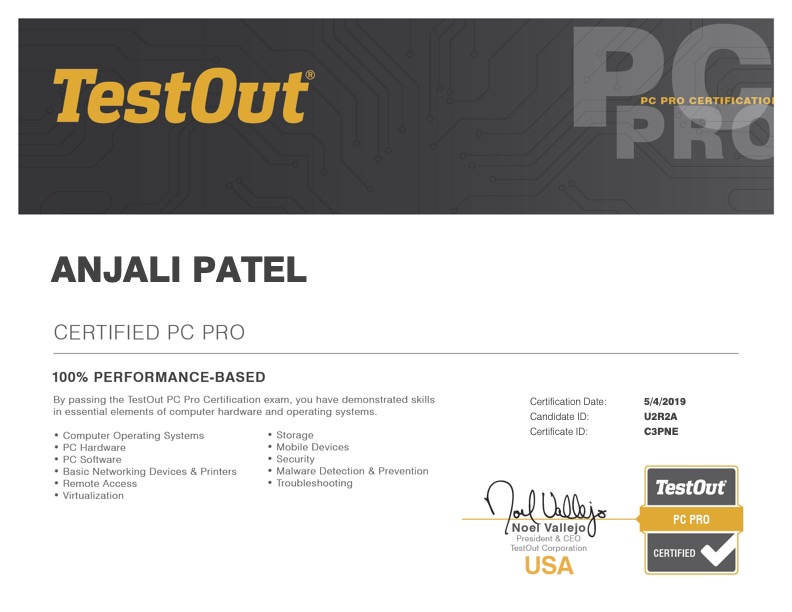 TestOut®
PC
PC PRO CERTIFICATIO
PRO
ANJALI PATEL
CERTIFIED PC PRO
100% PERFORMANCE-BASED
By passing the TestOut PC Pro Certification exam, you have demonstrated skills
in essential elements of computer hardware and operating systems.
• Computer Operating Systems
• PC Hardware
• PC Software
• Basic Networking Devices & Printers
• Remote Access
• Virtualization
• Storage
• Mobile Devices
• Security
• Malware Detection & Prevention
• Troubleshooting
Certification Date: 5/4/2019
Candidate ID: U2R2A
Certificate ID: C3PNE
Noel Vallejo
Noel Vallejo
President & CEO
TestOut Corporation
USA
TestOut
PC PRO
CERTIFIED